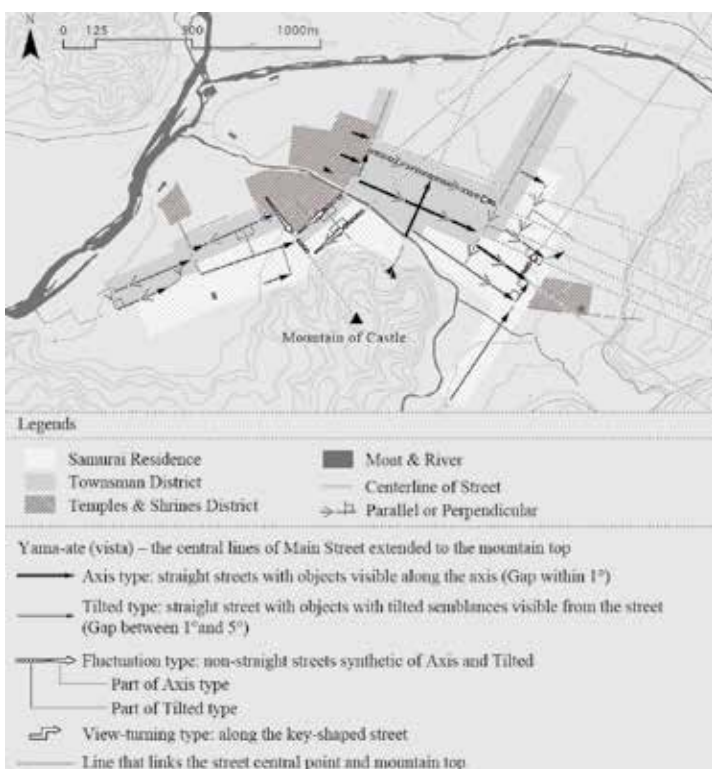 N
0 125 500 1000m
Mountain of Castle
Legends
Samurai Residence
Townsman District
Temples & Shrines District
Moat & River
Centerline of Street
Parallel or Perpendicular
Yama-ate (vista) – the central lines of Main Street extended to the mountain top
Axis type: straight streets with objects visible along the axis (Gap within 1°)
Tilted type: straight street with objects with tilted semblances visible from the street
(Gap between 1°and 5°)
Fluctuation type: non-straight streets synthetic of Axis and Tilted
Part of Axis type
Part of Tilted type
View-turning type: along the key-shaped street
Line that links the street central point and mountain top